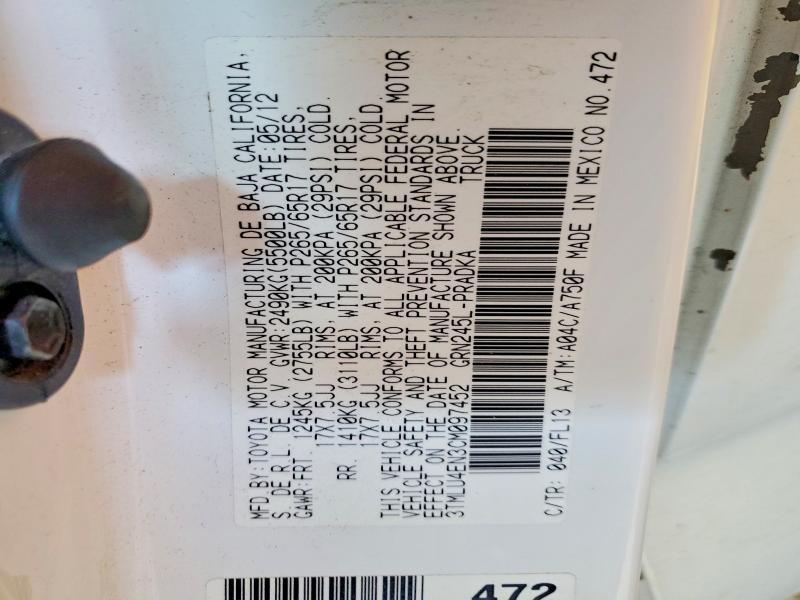 MFD.BY:TOYOTA MOTOR MANUFACTURING DE BAJA CALIFORNIA,
S. DE R.L. DE C.V. GVWR:2490KG(5500LB) DATE:05/12
GAWR:FRT. 1245KG (2755LB) WITH P265/65R17 TIRES,
17X7.5JJ RIMS. AT 200KPA (29PSI) COLD.
RR. 1410KG (3110LB) WITH P265/65R17 TIRES,
17X7.5JJ RIMS. AT 200KPA (29PSI) COLD.
THIS VEHICLE CONFORMS TO ALL APPLICABLE FEDERAL MOTOR
VEHICLE SAFETY AND THEFT PREVENTION STANDARDS IN
EFFECT ON THE DATE OF MANUFACTURE SHOWN ABOVE.
3TMLU4EN3CM097452 GRN245L-PRADKA TRUCK
C/TR: 040/FL13 A/TM:A04C/A750F MADE IN MEXICO NO.472
472